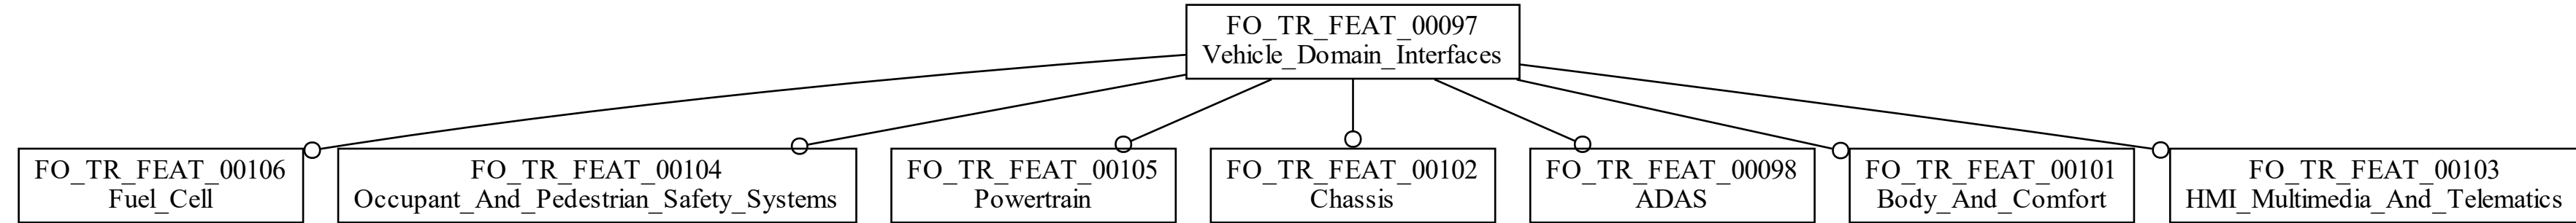 FO_TR_FEAT_00097
Vehicle_Domain_Interfaces
FO_TR_FEAT_00106
Fuel_Cell
FO_TR_FEAT_00104
Occupant_And_Pedestrian_Safety_Systems
FO_TR_FEAT_00105
Powertrain
FO_TR_FEAT_00102
Chassis
FO_TR_FEAT_00098
ADAS
FO_TR_FEAT_00101
Body_And_Comfort
FO_TR_FEAT_00103
HMI_Multimedia_And_Telematics